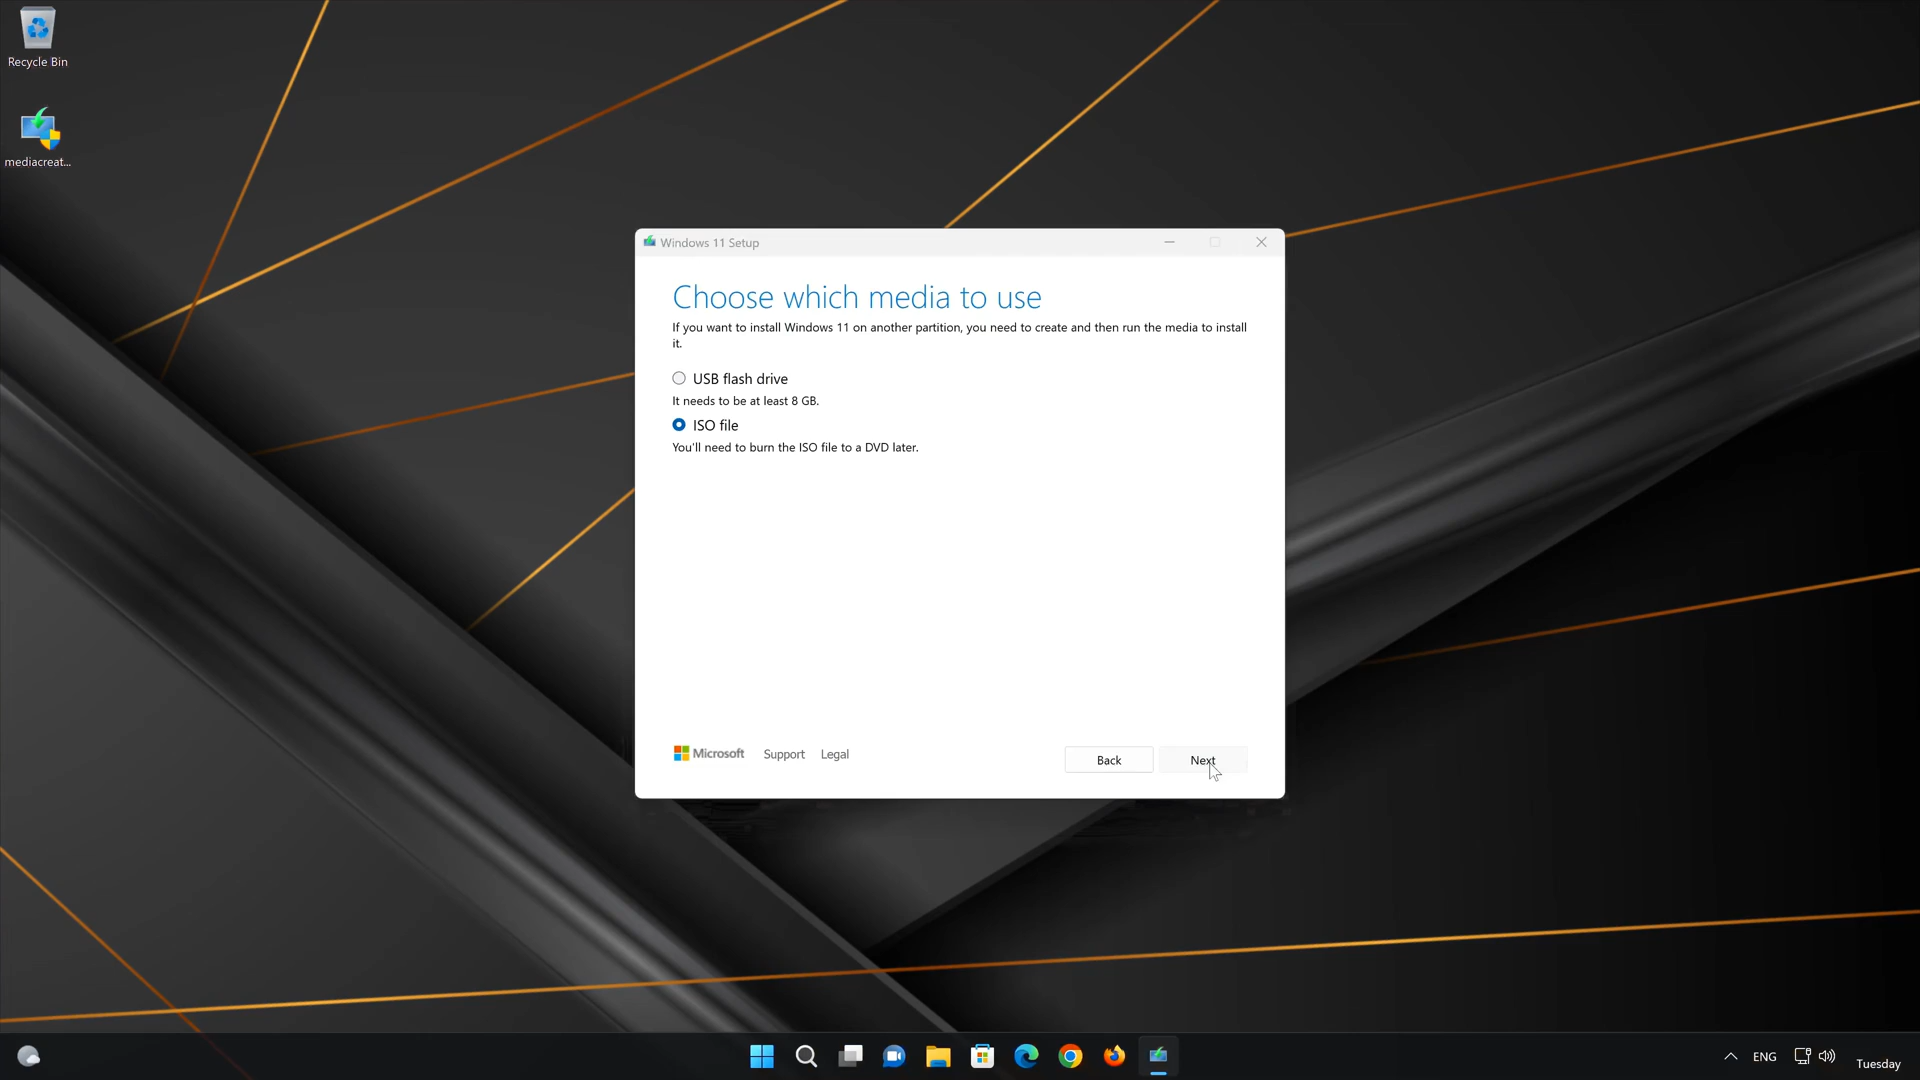 Recycle Bin
mediacreat...
Windows 11 Setup
Choose which media to use
If you want to install Windows 11 on another partition, you need to create and then run the media to install
it.
USB flash drive
It needs to be at least 8 GB.
ISO file
You'll need to burn the ISO file to a DVD later.
Microsoft Support Legal
Back Next
ENG
Tuesday